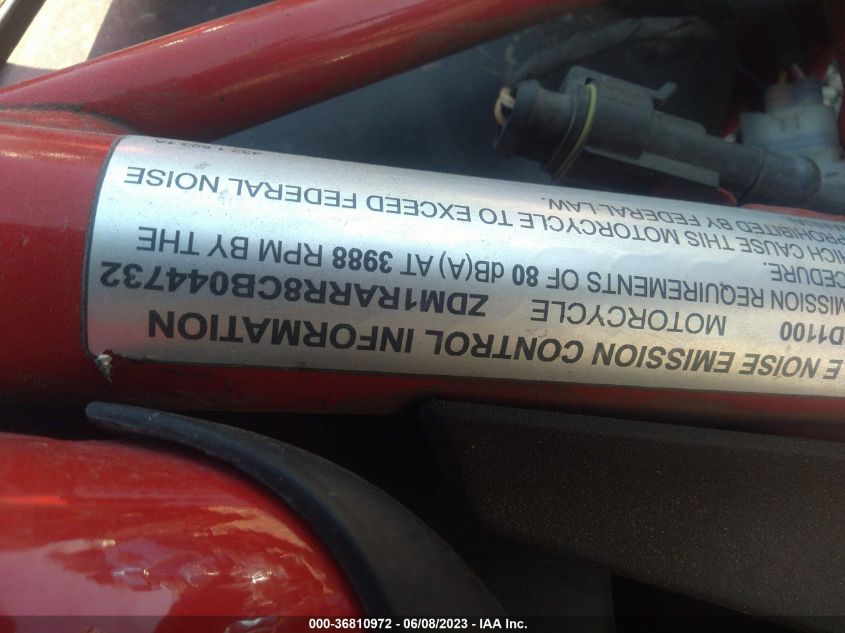 E NOISE EMISSION CONTROL INFORMATION
D1100 MOTORCYCLE ZDM1RARR8CB044732
MISSION REQUIREMENTS OF 80 dB(A) AT 3988 RPM BY THE
CEDURE.
HICH CAUSE THIS MOTORCYCLE TO EXCEED FEDERAL NOISE
PROHIBITED BY FEDERAL LAW.
000-36810972 / 06/08/2023 - IAA Inc.